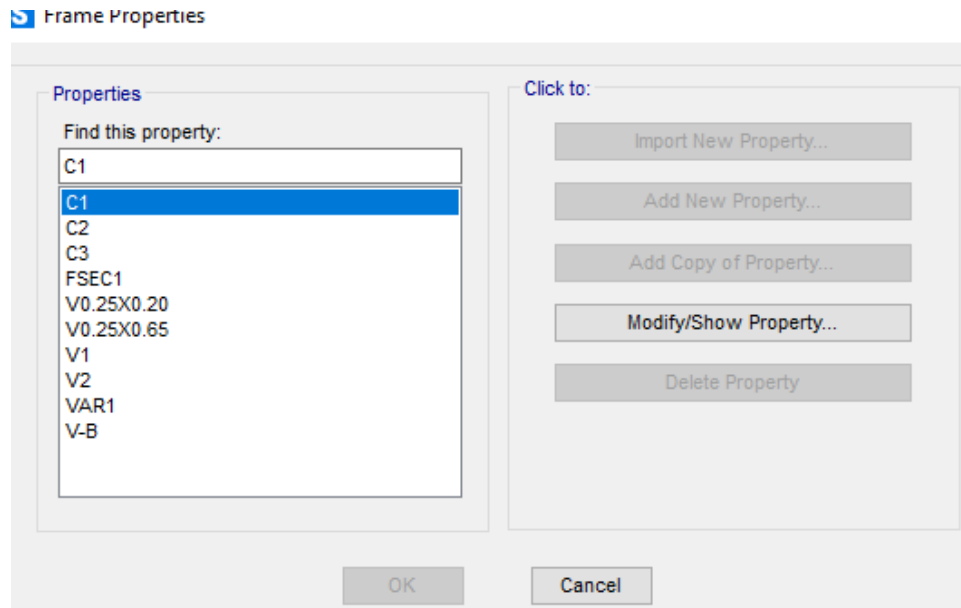 S Frame Properties
Properties
Find this property:
C1
C1
C2
C3
FSEC1
V0.25X0.20
V0.25X0.65
V1
V2
VAR1
V-B
Click to:
Import New Property...
Add New Property...
Add Copy of Property...
Modify/Show Property...
Delete Property
OK
Cancel